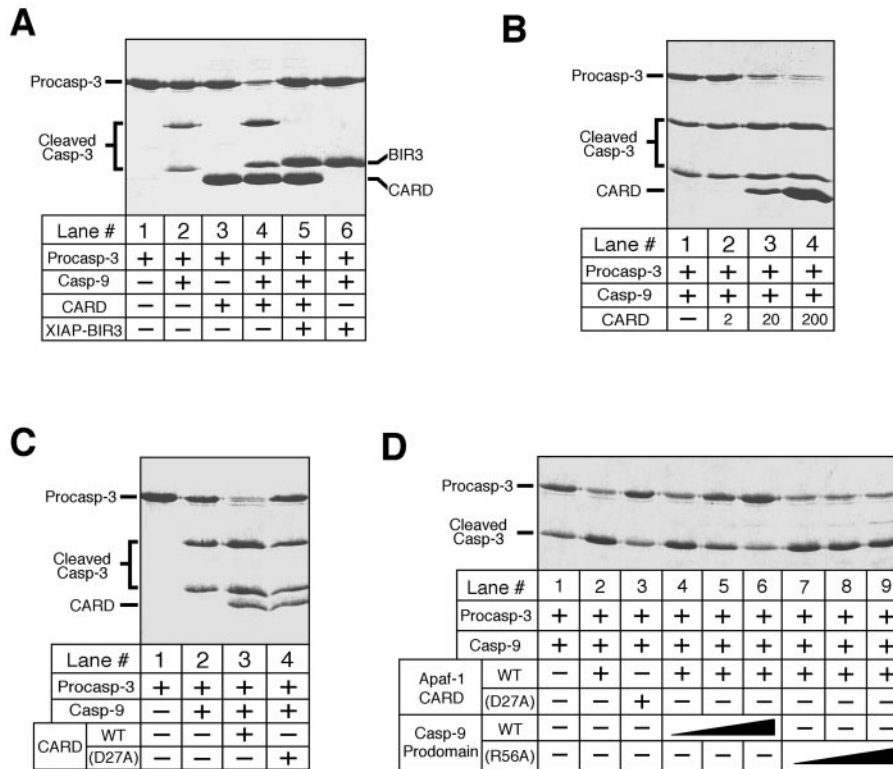 A
Procasp-3
Cleaved
Casp-3
BIR3
CARD
Lane # 1 2 3 4 5 6
Procasp-3 + + + + + +
Casp-9 − + − + + +
CARD − − + + + −
XIAP-BIR3 − − − − + +
B
Procasp-3
Cleaved
Casp-3
CARD
Lane # 1 2 3 4
Procasp-3 + + + +
Casp-9 + + + +
CARD − 2 20 200
C
Procasp-3
Cleaved
Casp-3
CARD
Lane # 1 2 3 4
Procasp-3 + + + +
Casp-9 − + + +
CARD
WT − − + −
(D27A) − − − +
D
Procasp-3
Cleaved
Casp-3
Lane # 1 2 3 4 5 6 7 8 9
Procasp-3 + + + + + + + + +
Casp-9 + + + + + + + + +
Apaf-1
CARD
WT − + − + + + + + +
(D27A) − − + − − − − − −
Casp-9
Prodomain
WT − − − − − −
(R56A) − − − − − −